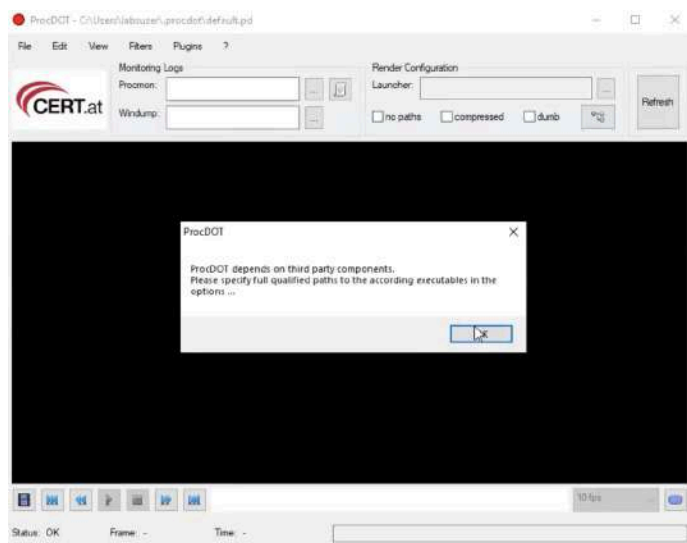 ProcDOT - C:\Users\labsuser\.procdot\default.pd
File Edit View Filters Plugins ?
Monitoring Logs
Render Configuration
Procmon:
...
Launcher:
...
CERT.at
Refresh
Windump:
...
no paths
compressed
dumb
ProcDOT
ProcDOT depends on third party components.
Please specify full qualified paths to the according executables in the
options ...
10 fps
Status: OK
Frame: -
Time: -